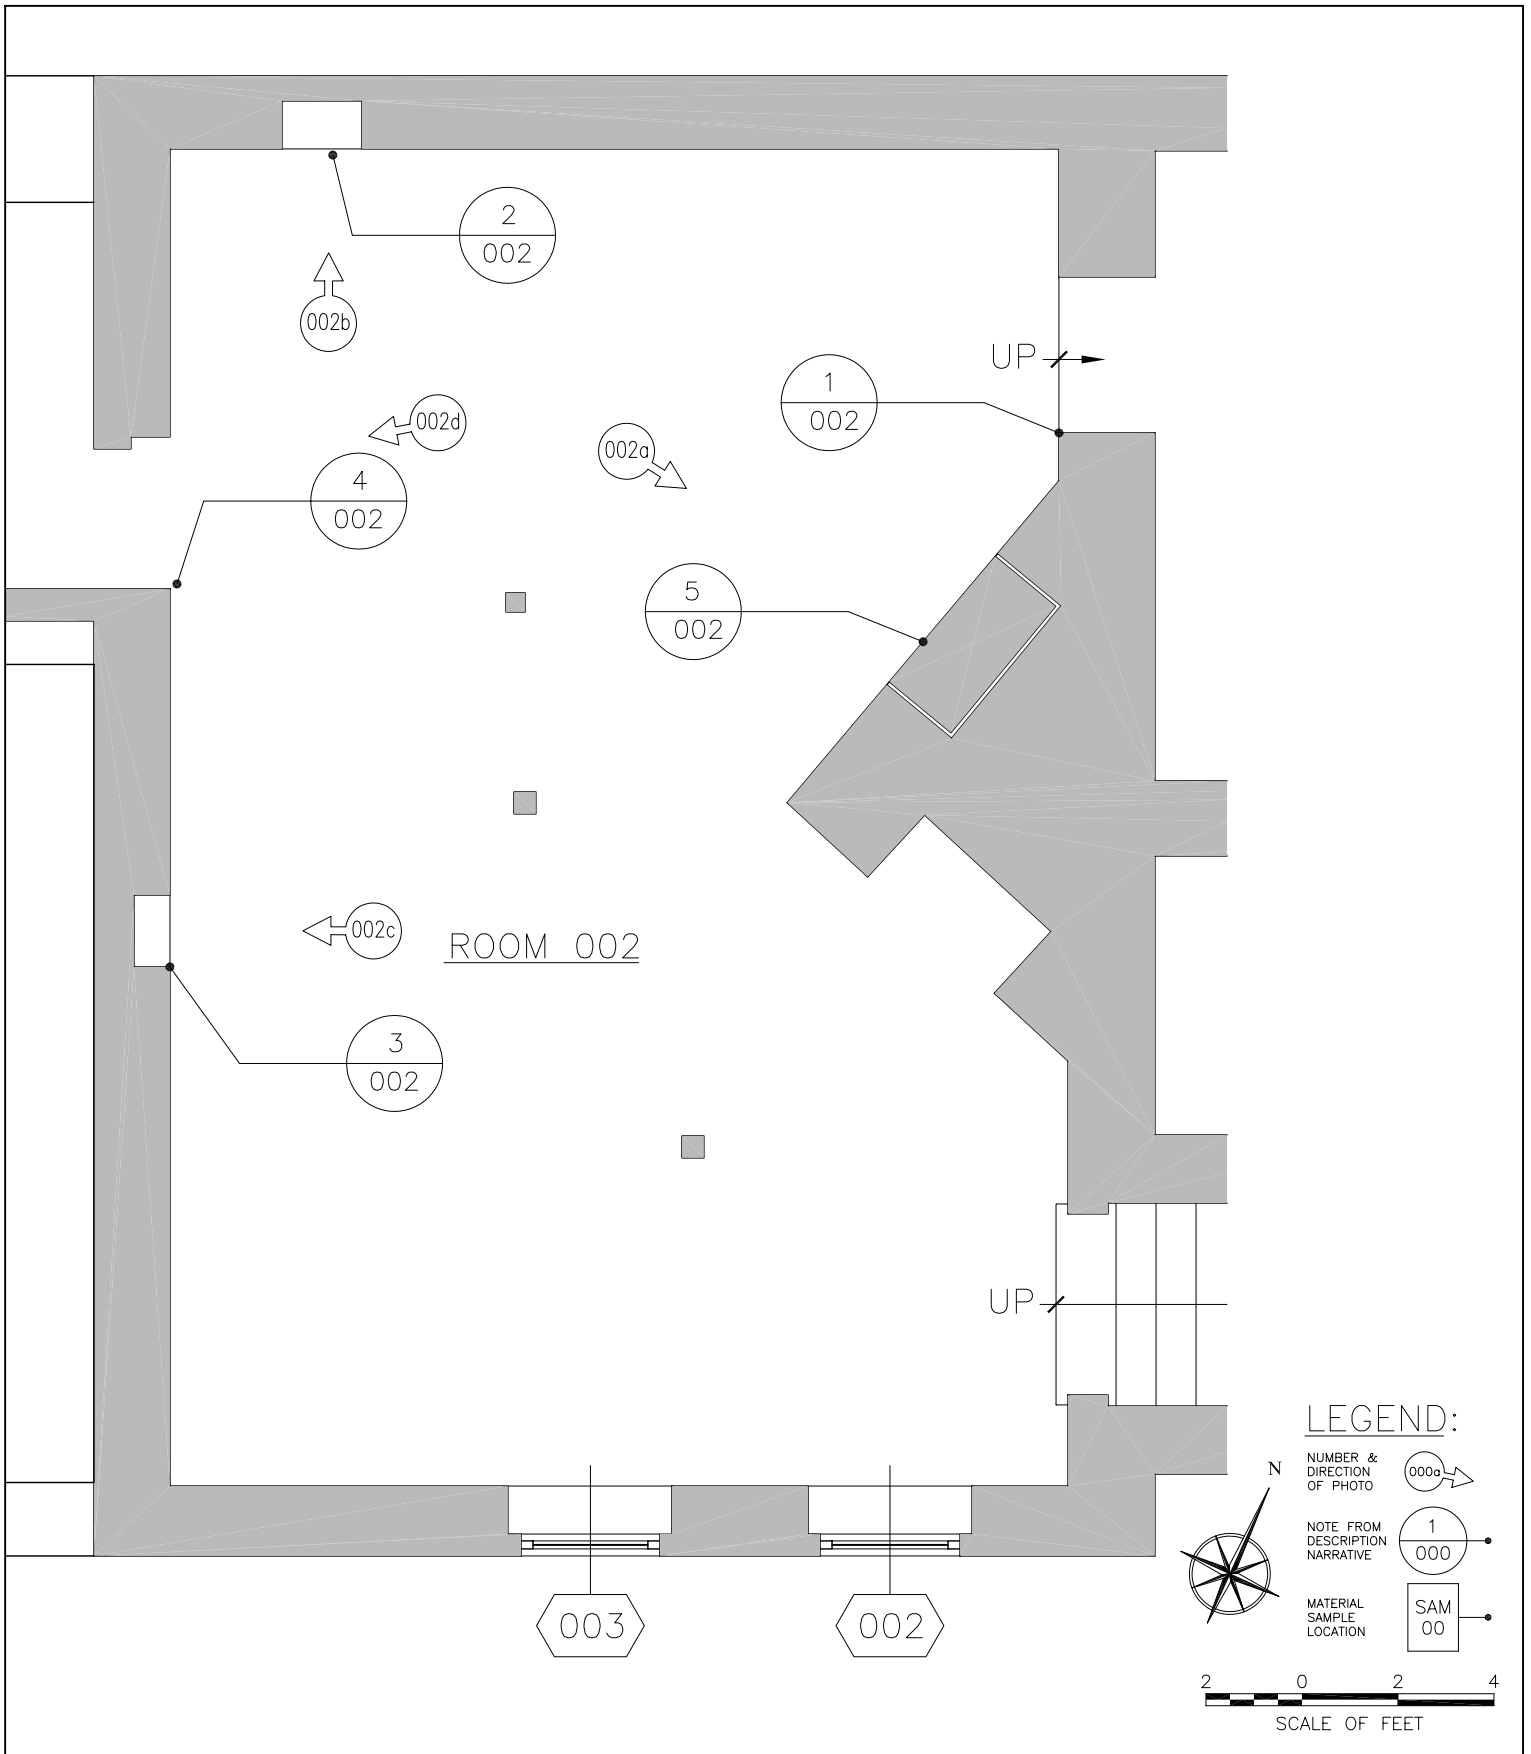 2
002
002b
UP
1
002
002d
002a
4
002
5
002
002c
ROOM 002
3
002
UP
LEGEND:
N
NUMBER &
DIRECTION
OF PHOTO
000a
NOTE FROM
DESCRIPTION
NARRATIVE
1
000
MATERIAL
SAMPLE
LOCATION
SAM
00
003
002
2 0 2 4
SCALE OF FEET